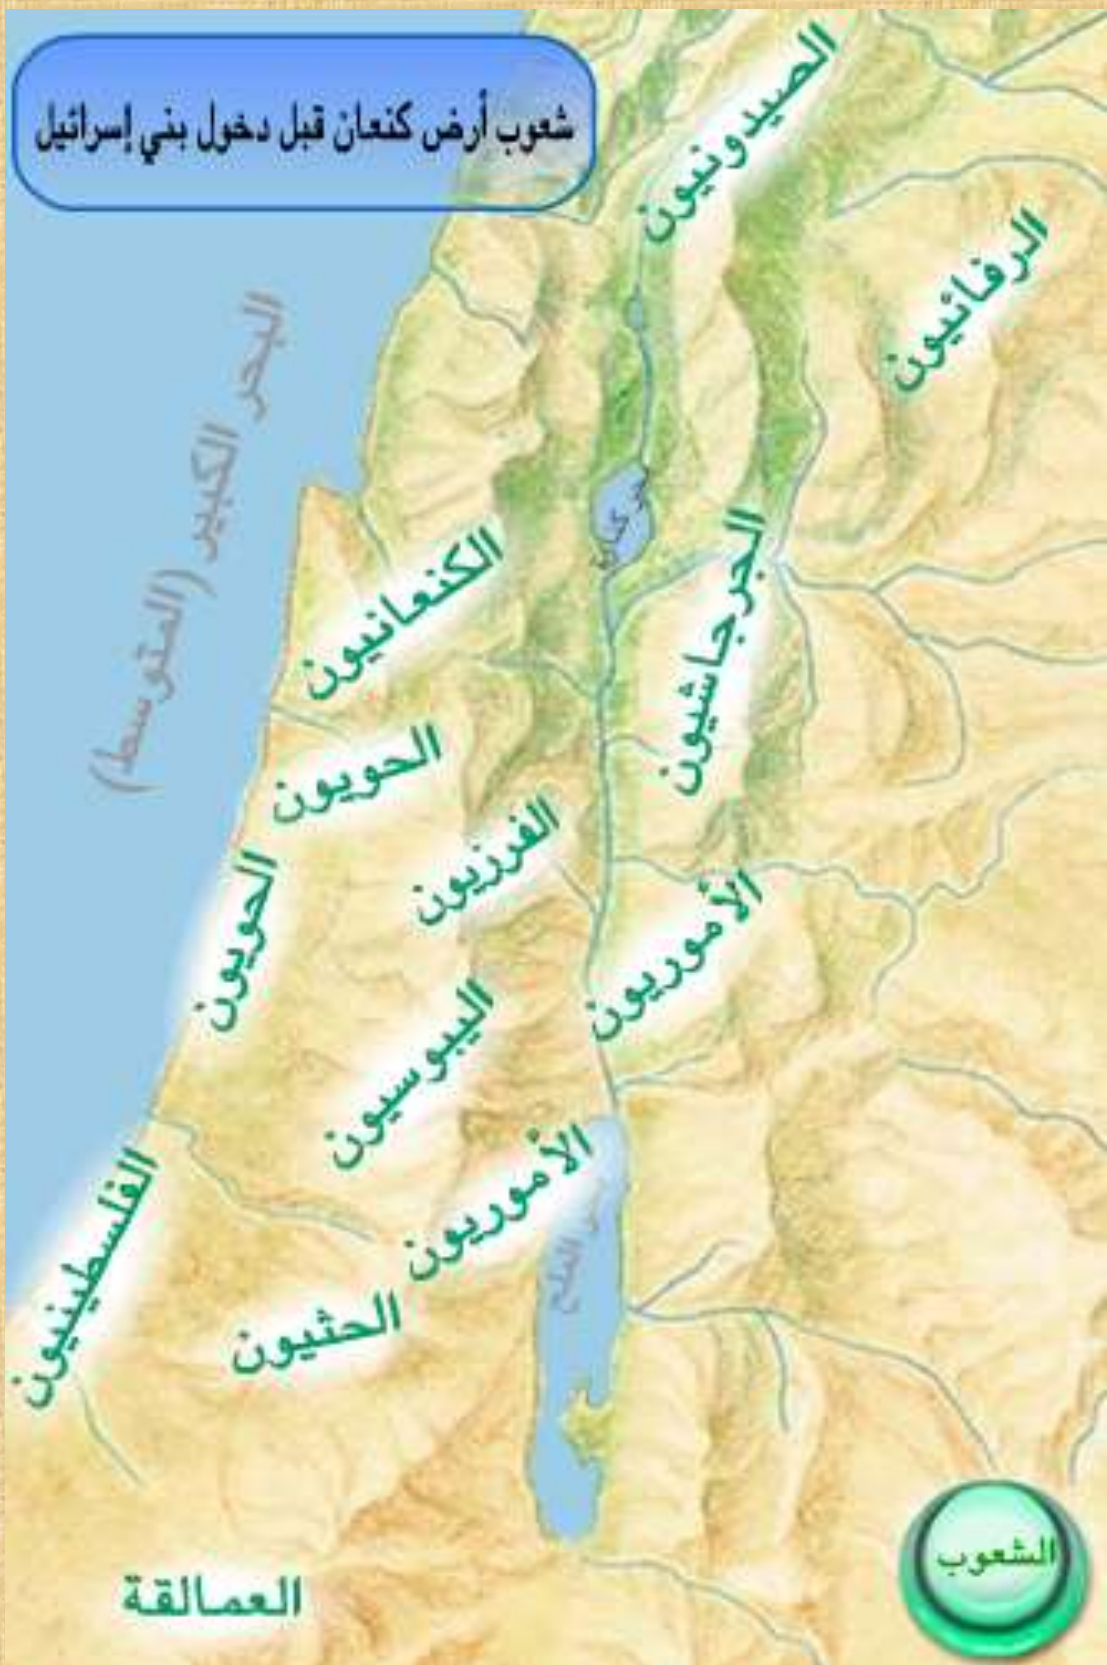 شعوب أرض كنعان قبل دخول بني إسرائيل
الصيدونيون
الرفائيون
البحر الكبير (المتوسط)
الكنعانيون
الجرجاشيون
الحويون
الفرزيون
الحويون
الأموريون
اليبوسيون
الأموريون
الفلسطينيون
الحثيون
الشعوب
العمالقة